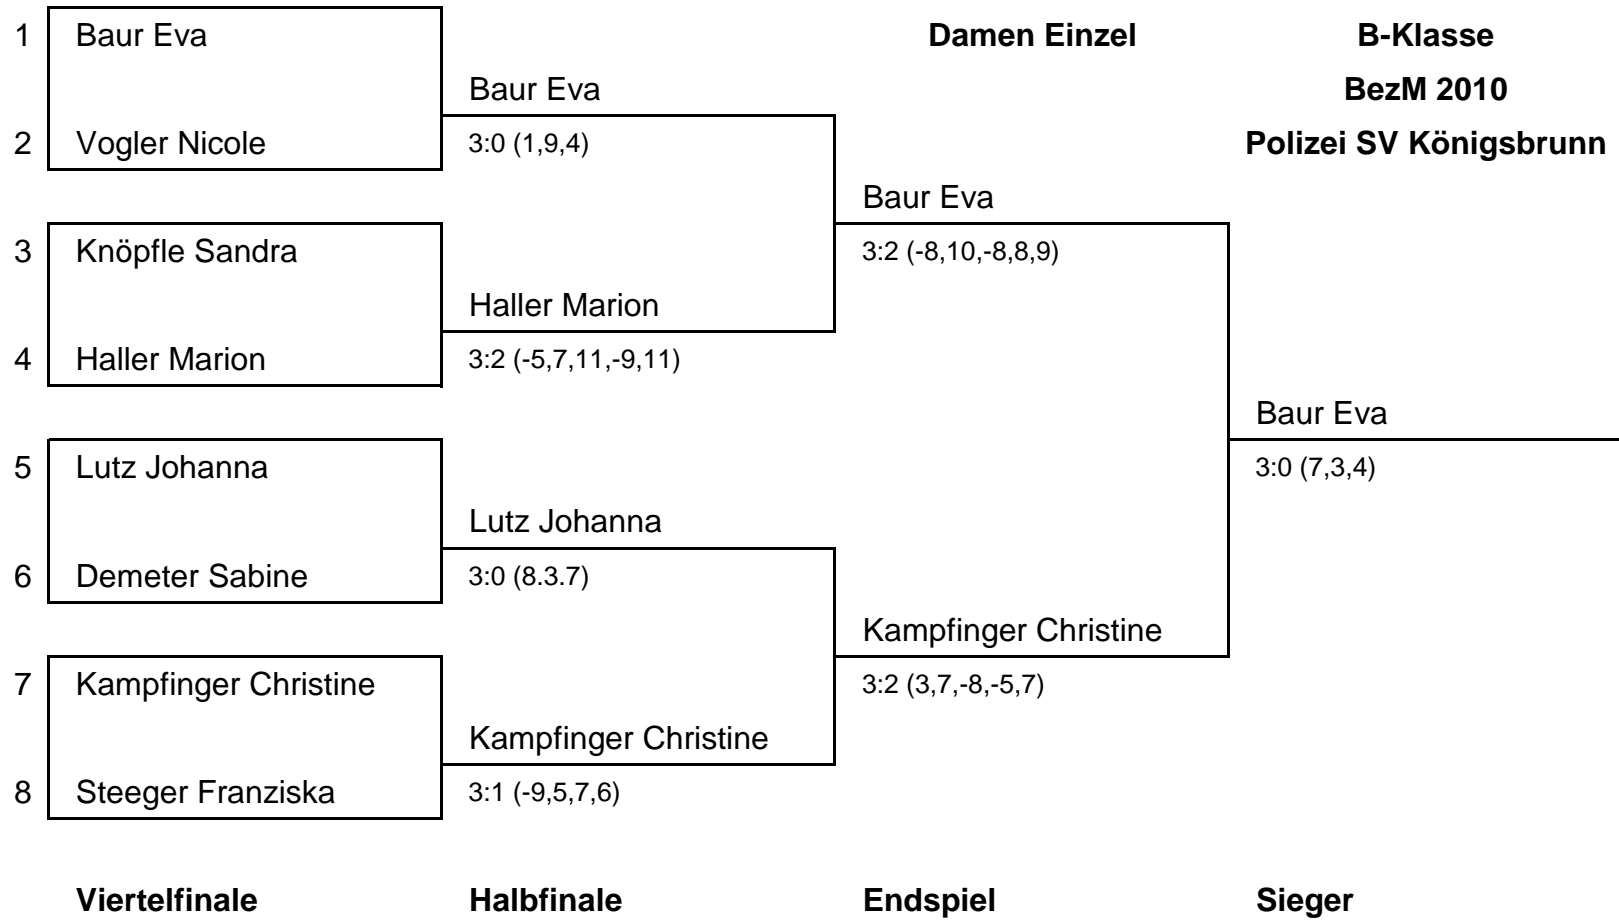 1 Baur Eva Damen Einzel B-Klasse
Baur Eva BezM 2010
2 Vogler Nicole 3:0 (1,9,4) Polizei SV Königsbrunn
Baur Eva
3 Knöpfle Sandra 3:2 (-8,10,-8,8,9)
Haller Marion
4 Haller Marion 3:2 (-5,7,11,-9,11)
Baur Eva
5 Lutz Johanna 3:0 (7,3,4)
Lutz Johanna
6 Demeter Sabine 3:0 (8.3.7)
Kampfinger Christine
7 Kampfinger Christine 3:2 (3,7,-8,-5,7)
Kampfinger Christine
8 Steeger Franziska 3:1 (-9,5,7,6)
Viertelfinale Halbfinale Endspiel Sieger